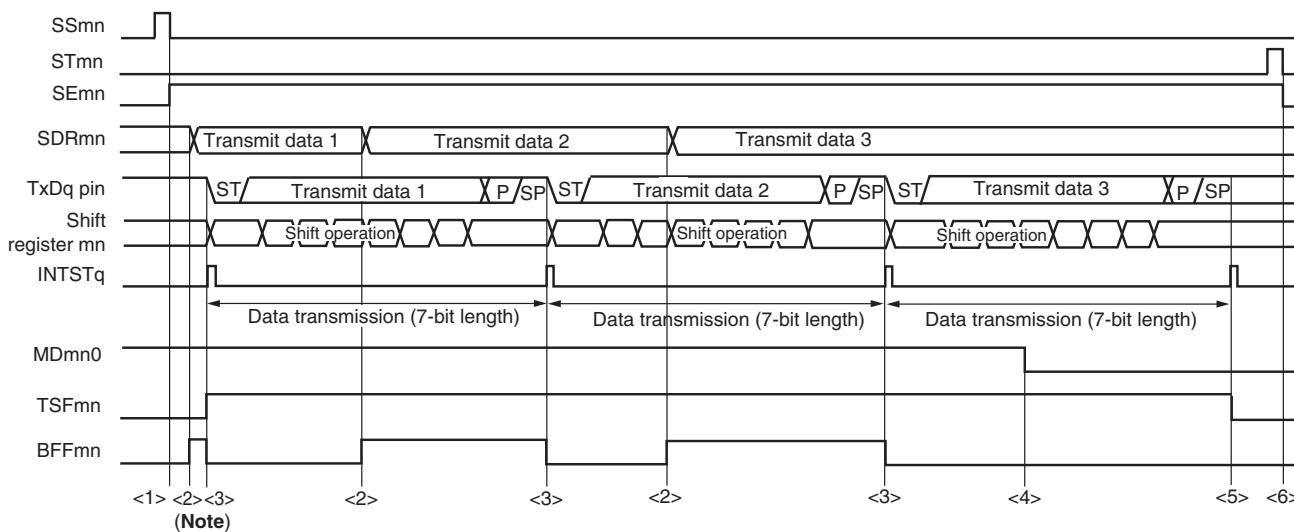 SSmn
STmn
SEmn
SDRmn Transmit data 1 Transmit data 2 Transmit data 3
TxDq pin ST Transmit data 1 P SP ST Transmit data 2 P SP ST Transmit data 3 P SP
Shift
register mn Shift operation Shift operation Shift operation
INTSTq
Data transmission (7-bit length) Data transmission (7-bit length) Data transmission (7-bit length)
MDmn0
TSFmn
BFFmn
<1> <2> <3> <2> <3> <2> <3> <4> <5> <6>
(Note)